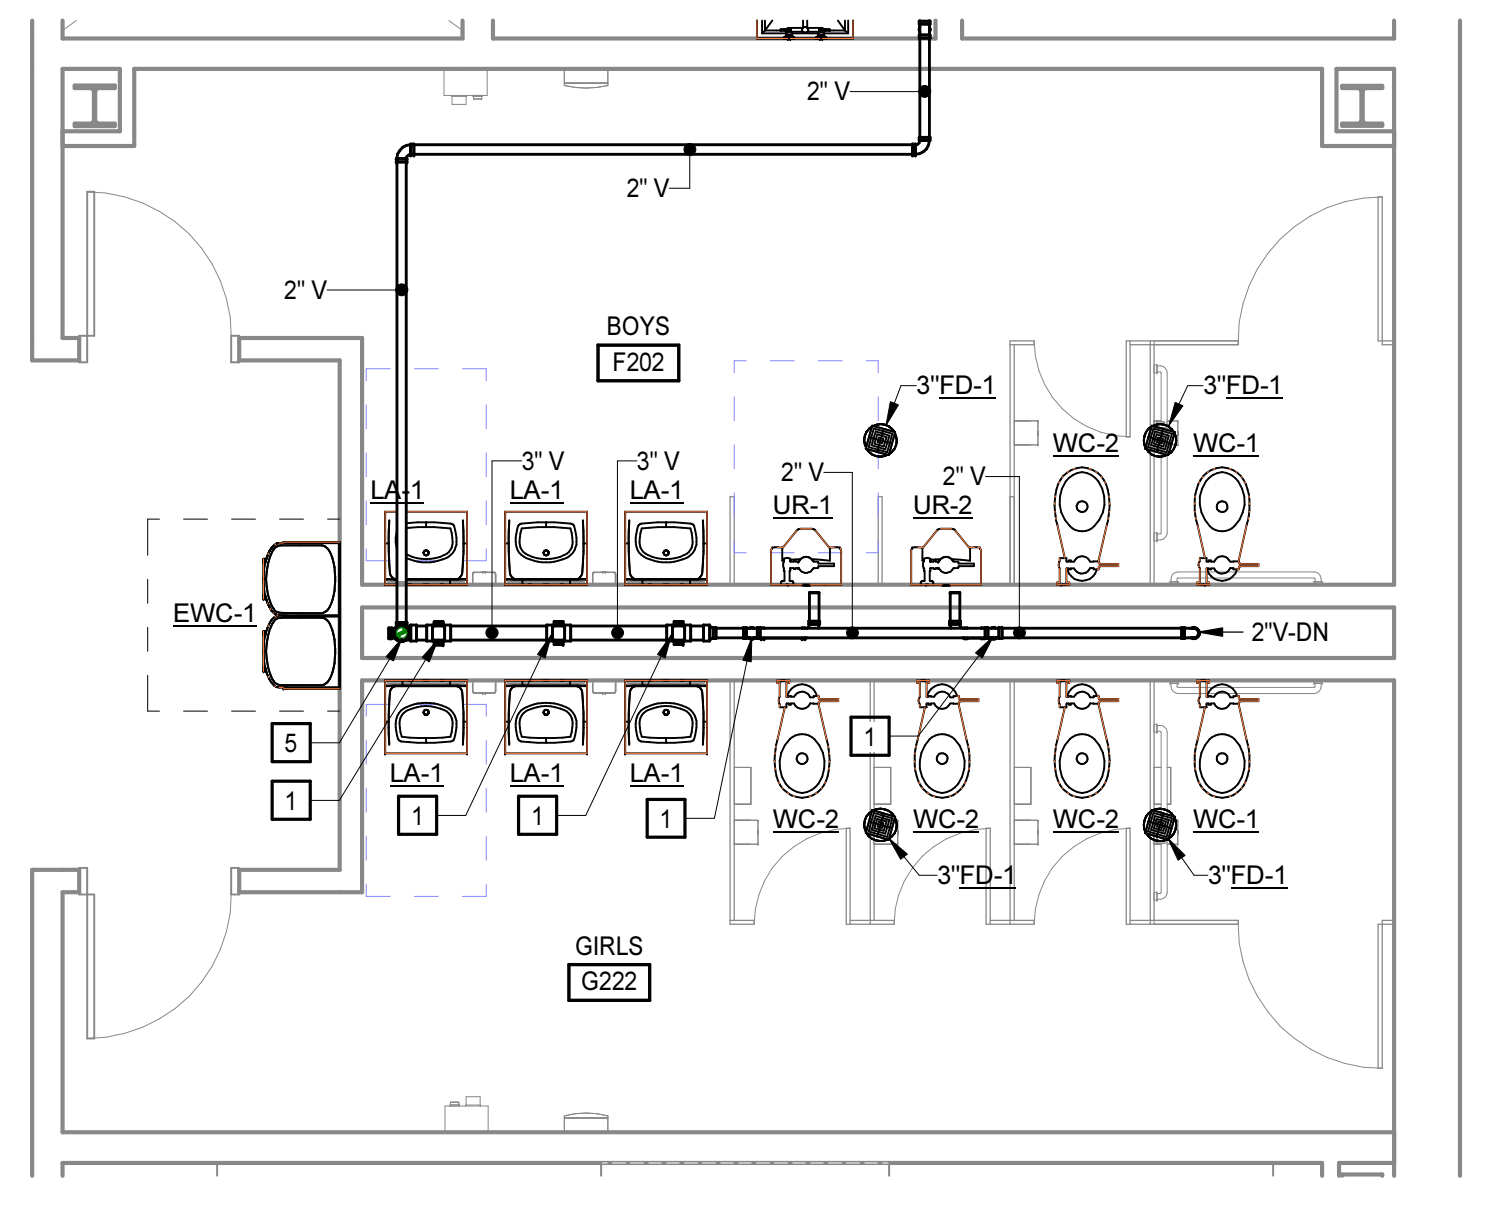 2" V
2" V
2" V
BOYS
F202
3"FD-1
3"FD-1
WC-2
WC-1
3" V
3" V
2" V
2" V
LA-1
LA-1
LA-1
UR-1
UR-2
EWC-1
2"V-DN
5
1
1
1
1
1
LA-1
LA-1
LA-1
WC-2
WC-2
WC-2
WC-1
3"FD-1
3"FD-1
GIRLS
G222